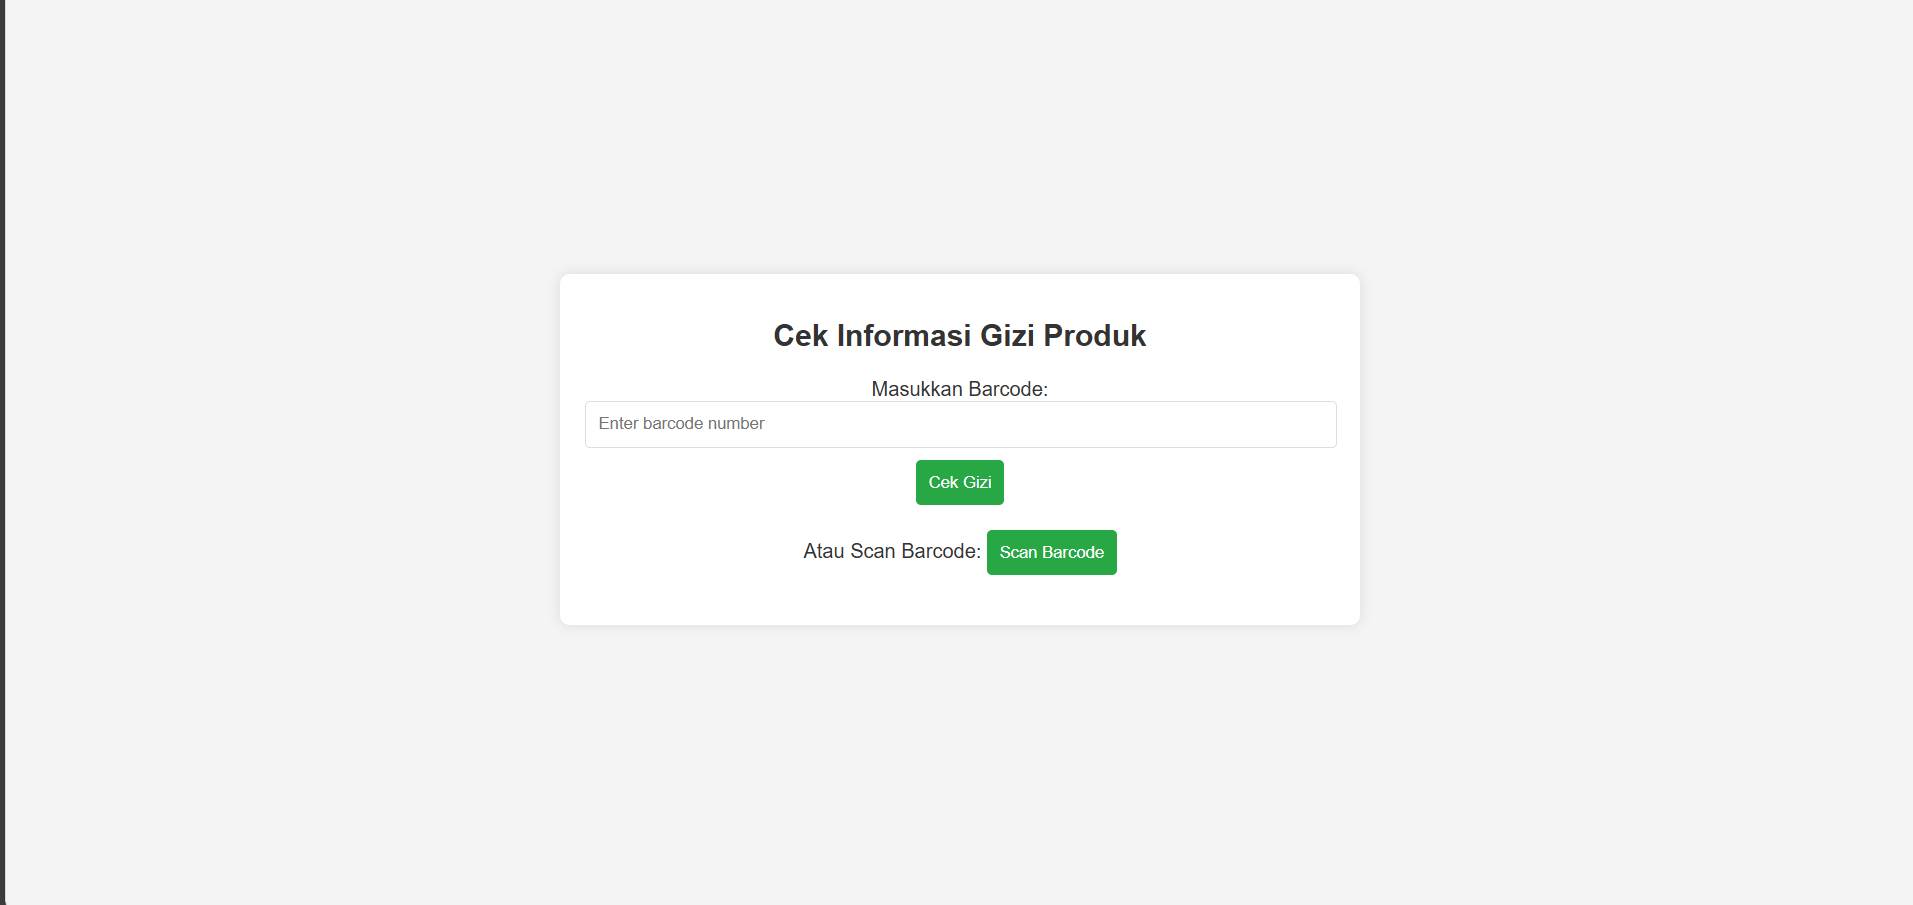 Cek Informasi Gizi Produk
Masukkan Barcode:
Enter barcode number
Cek Gizi
Atau Scan Barcode: Scan Barcode